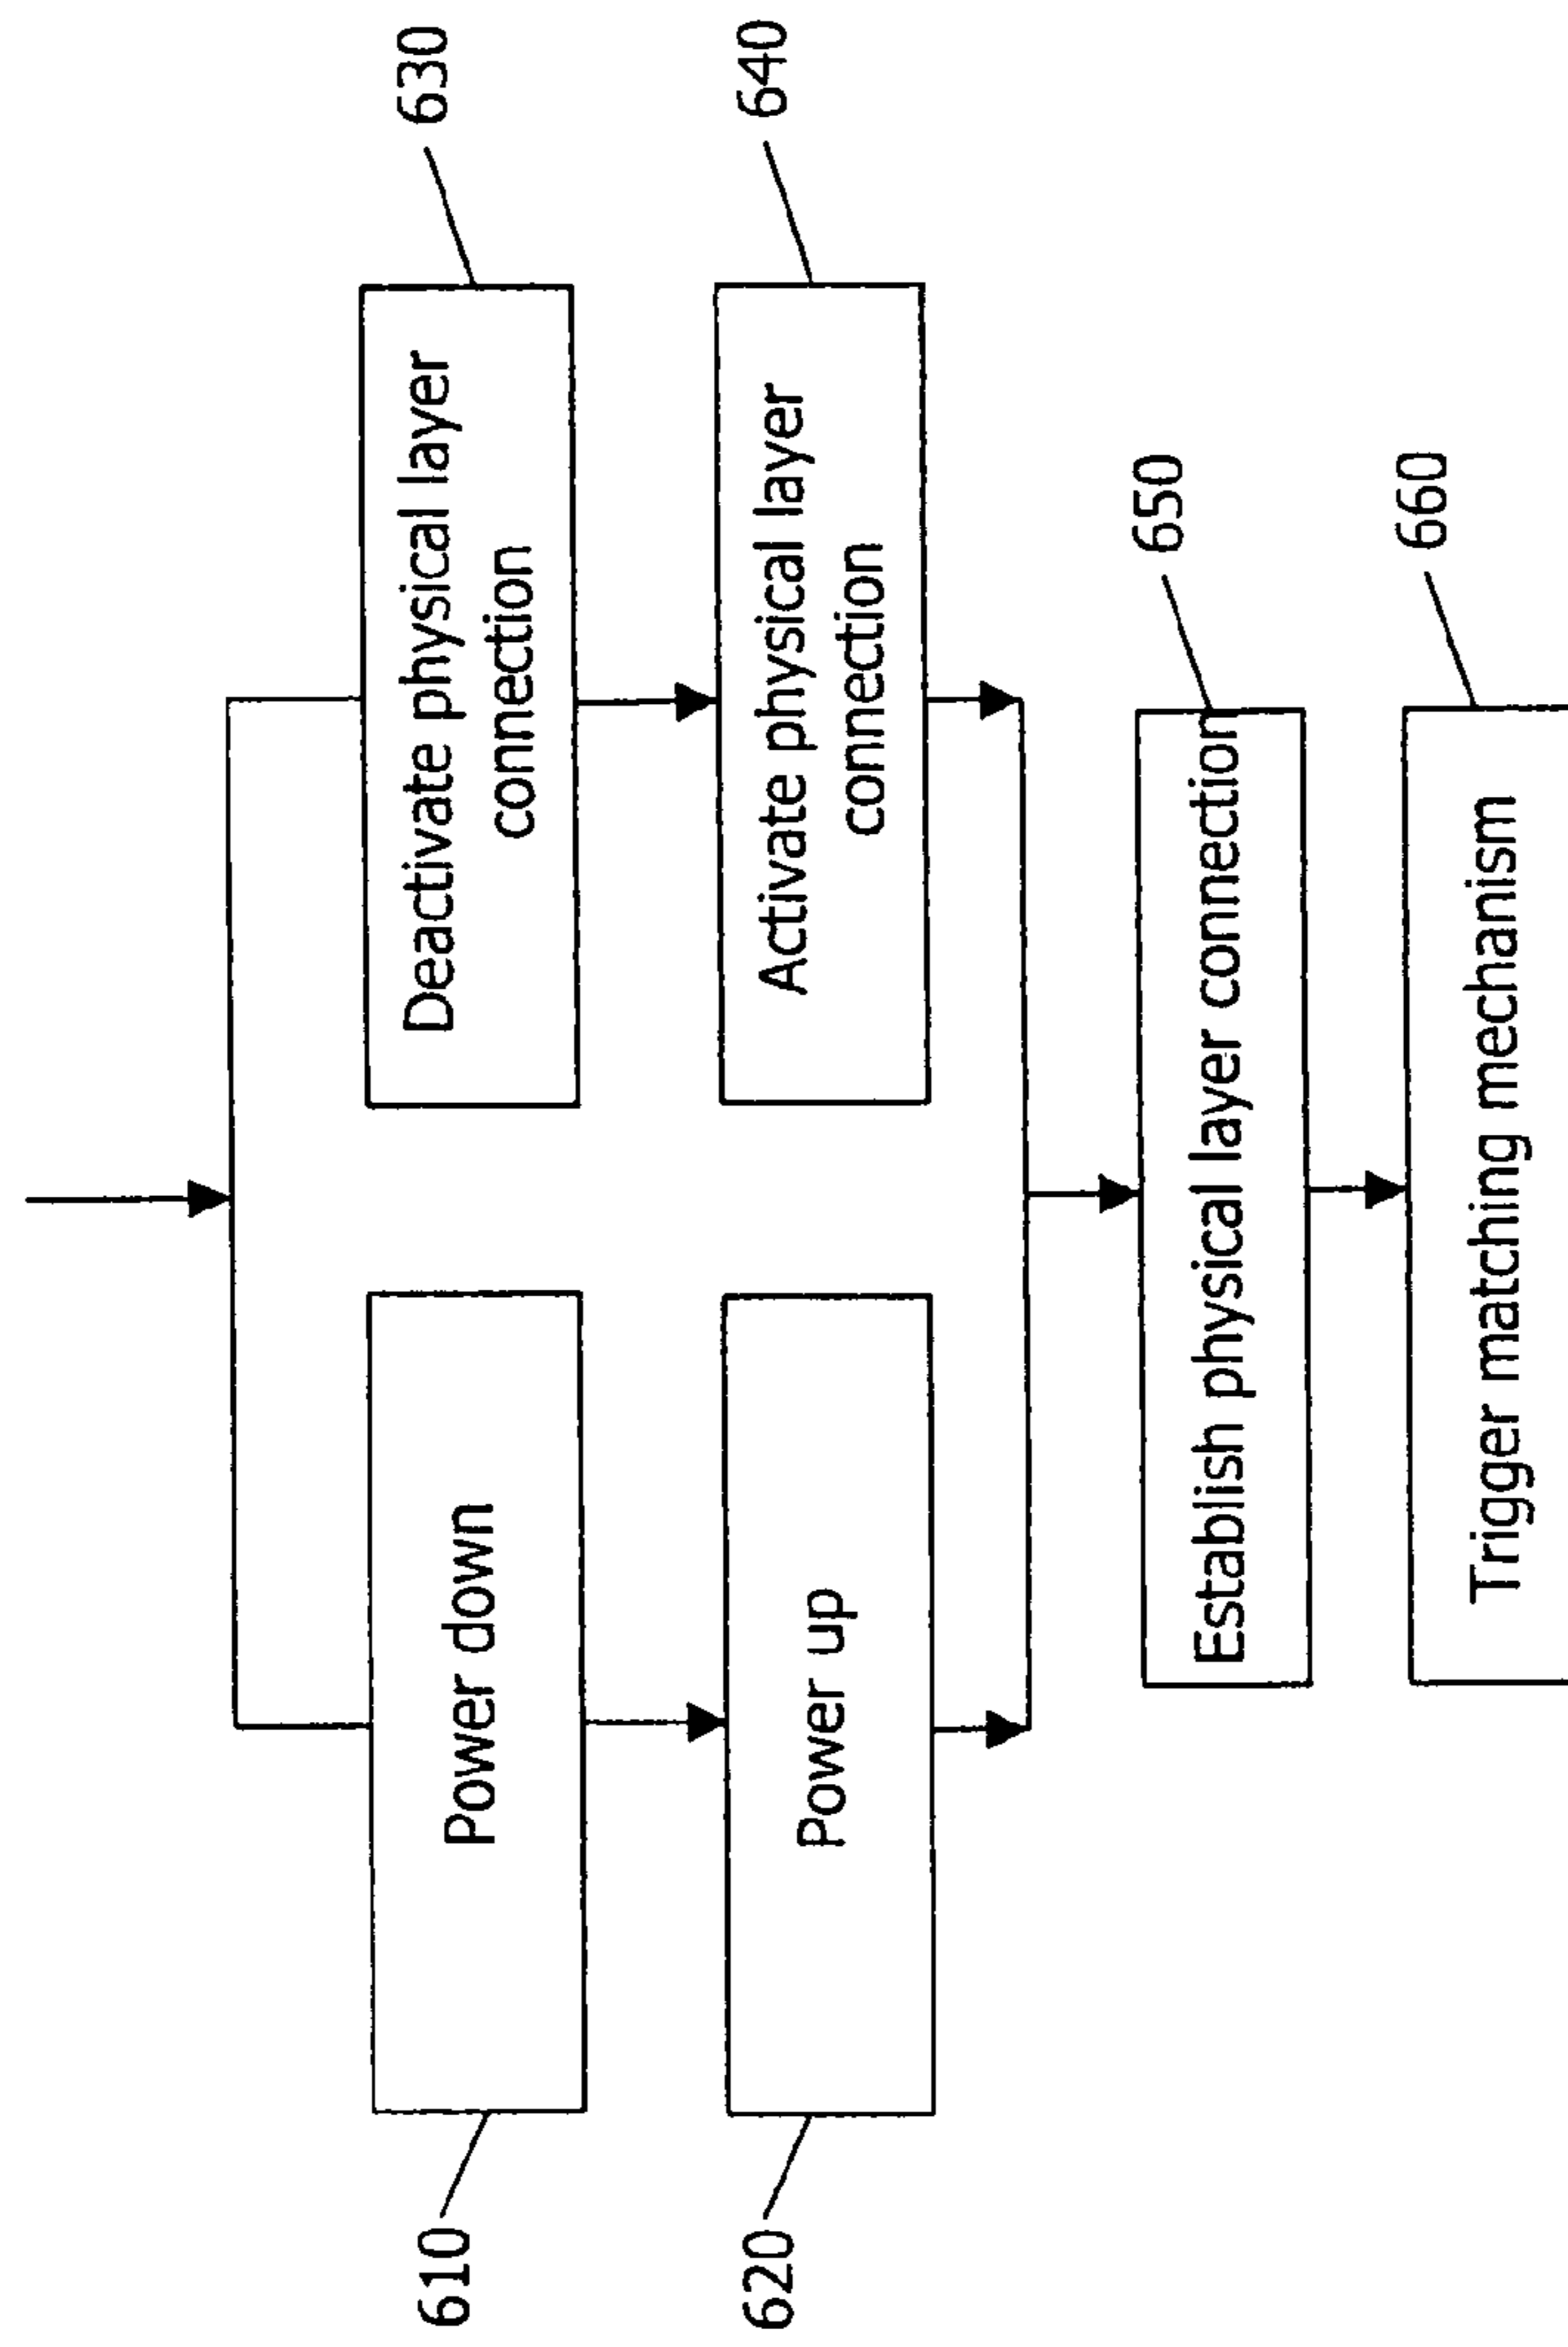 610
Power down
Deactivate physical layer
connection
630
620
Power up
Activate physical layer
connection
640
Establish physical layer connection
650
Trigger matching mechanism
660